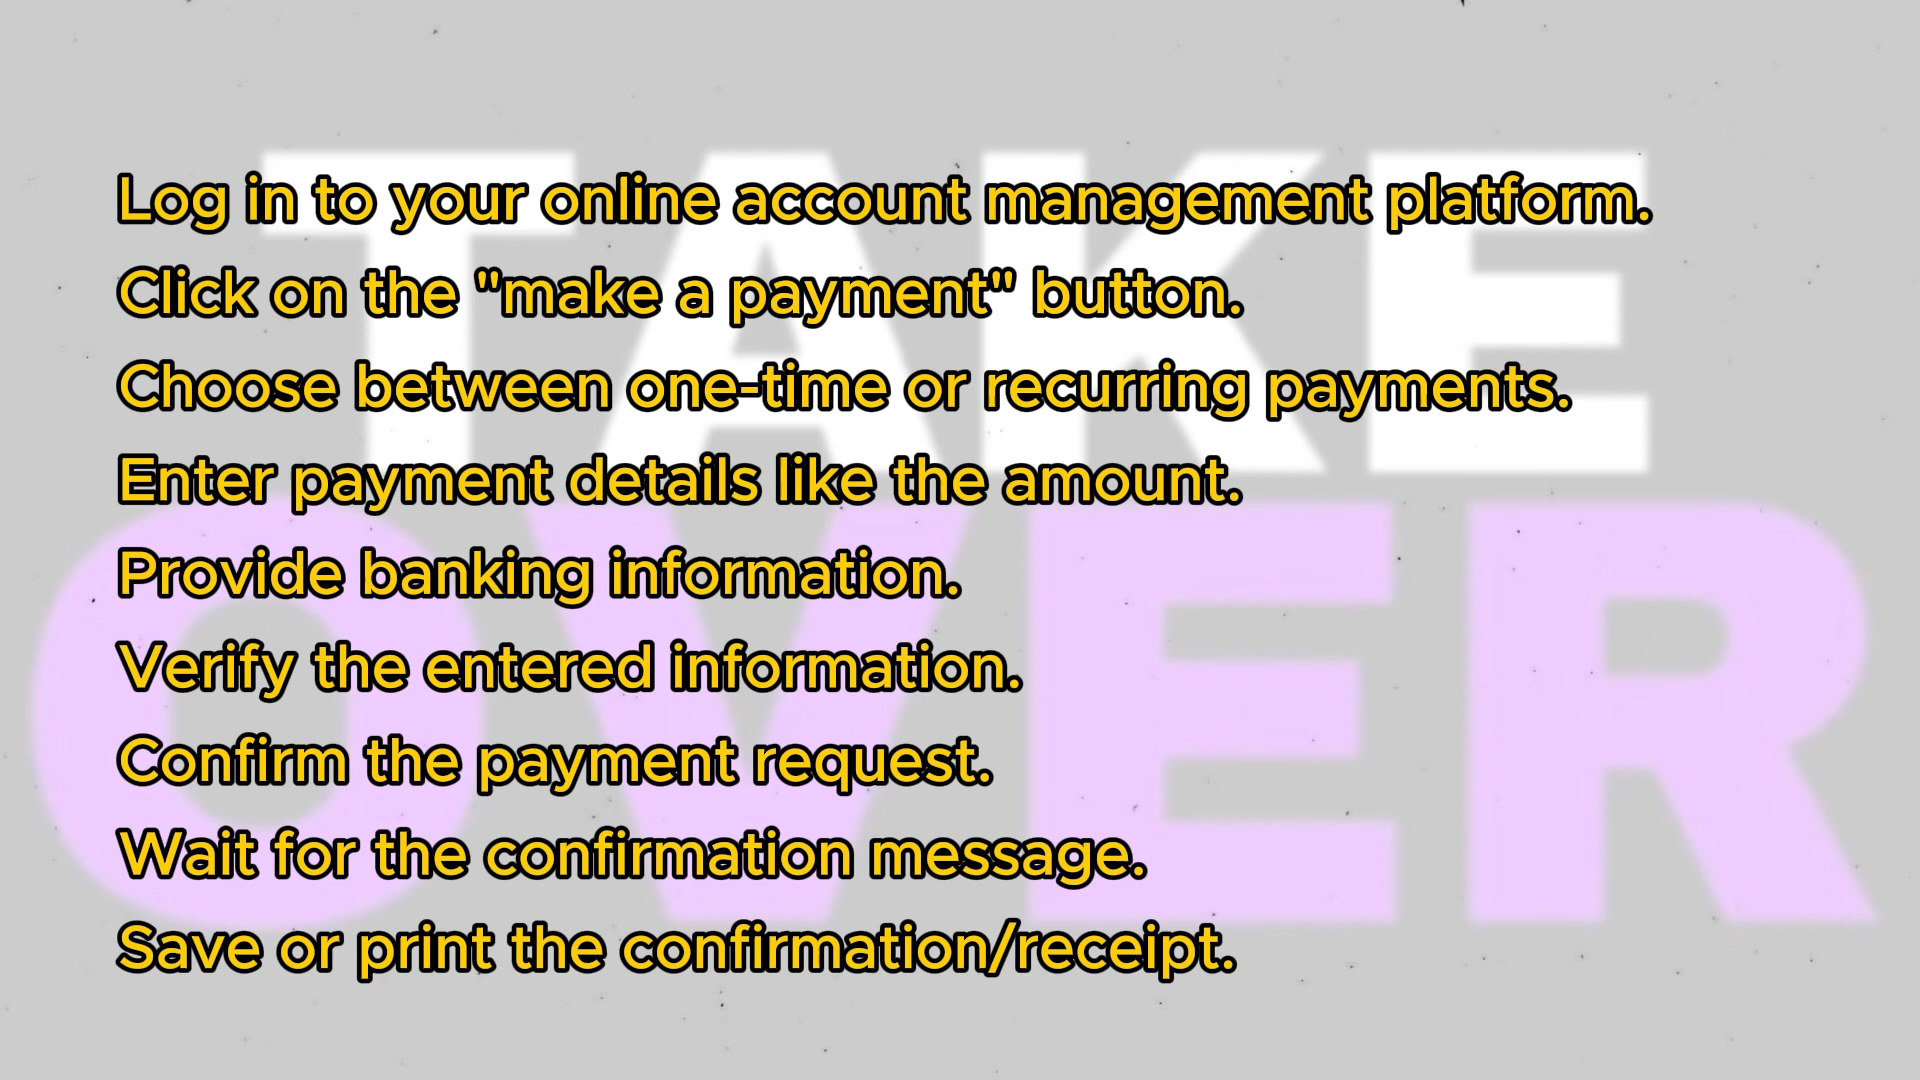 TAKE
OVER
Log in to your online account management platform.
Click on the "make a payment" button.
Choose between one-time or recurring payments.
Enter payment details like the amount.
Provide banking information.
Verify the entered information.
Confirm the payment request.
Wait for the confirmation message.
Save or print the confirmation/receipt.